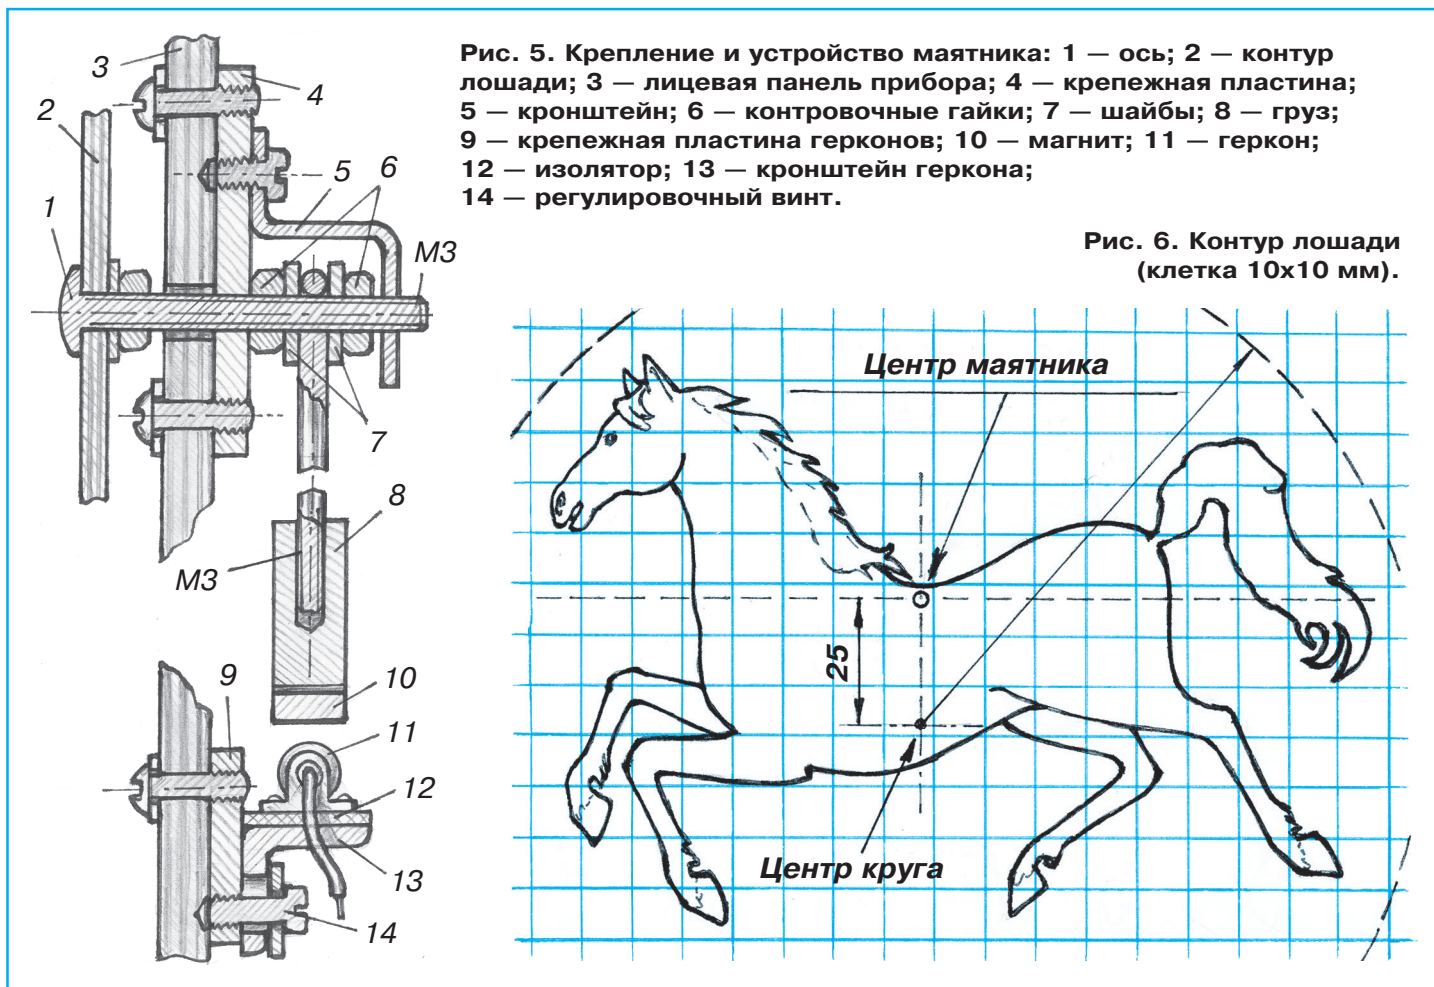 Рис. 5. Крепление и устройство маятника: 1 — ось; 2 — контур
лошади; 3 — лицевая панель прибора; 4 — крепежная пластина;
5 — кронштейн; 6 — контровочные гайки; 7 — шайбы; 8 — груз;
9 — крепежная пластина герконов; 10 — магнит; 11 — геркон;
12 — изолятор; 13 — кронштейн геркона;
14 — регулировочный винт.
3
4
2
5
6
1
М3
7
8
М3
9
10
11
12
13
14
Рис. 6. Контур лошади
(клетка 10х10 мм).
Центр маятника
25
Центр круга